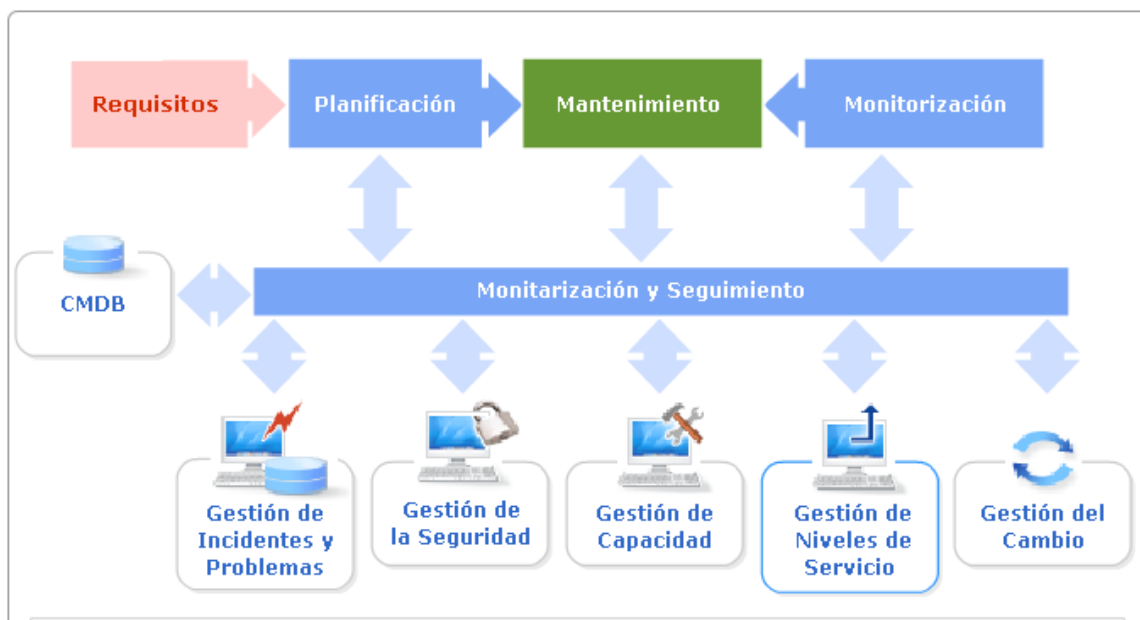 Requisitos
Planificación
Mantenimiento
Monitorización
CMDB
Monitarización y Seguimiento
Gestión de
Incidentes y
Problemas
Gestión de
la Seguridad
Gestión de
Capacidad
Gestión de
Niveles de
Servicio
Gestión del
Cambio